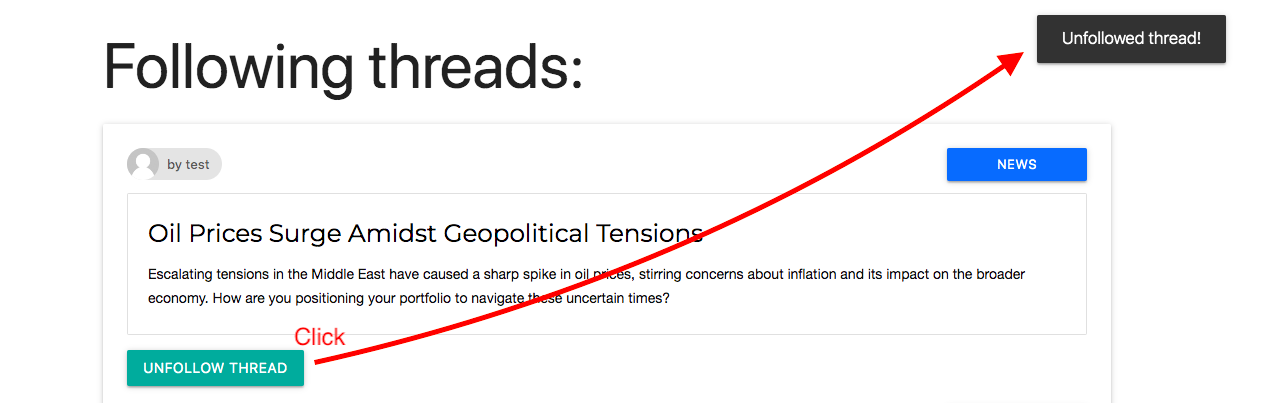 Unfollowed thread!
Following threads:
by test
NEWS
Oil Prices Surge Amidst Geopolitical Tensions
Escalating tensions in the Middle East have caused a sharp spike in oil prices, stirring concerns about inflation and its impact on the broader
economy. How are you positioning your portfolio to navigate these uncertain times?
Click
UNFOLLOW THREAD